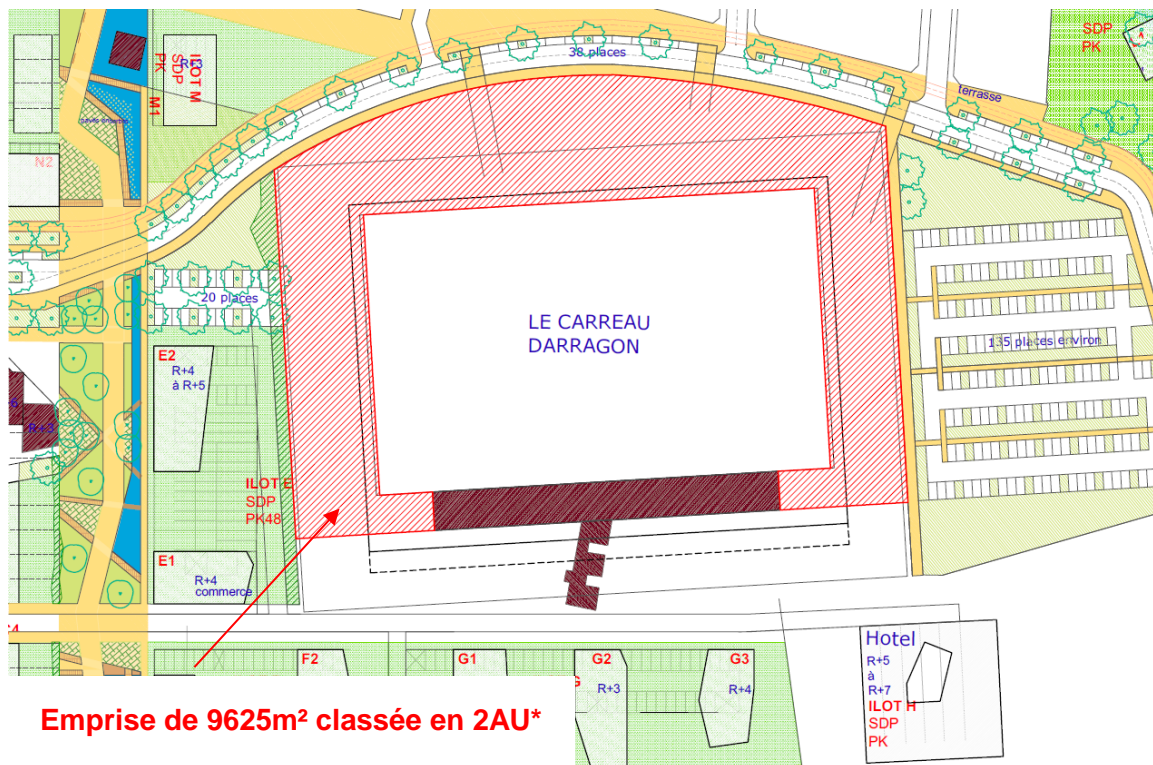 38 places
SDP
PK
terrasse
ILOT M
SDP
PK
M1
R+3
N2
20 places
LE CARREAU
DARRAGON
135 places environ
E2
R+4
à R+5
R+3
ILOT E
SDP
PK48
E1
R+4
commerce
F2
G1
G2
R+3
G3
R+4
Hotel
R+5
à
R+7
ILOT H
SDP
PK
Emprise de 9625m² classée en 2AU*